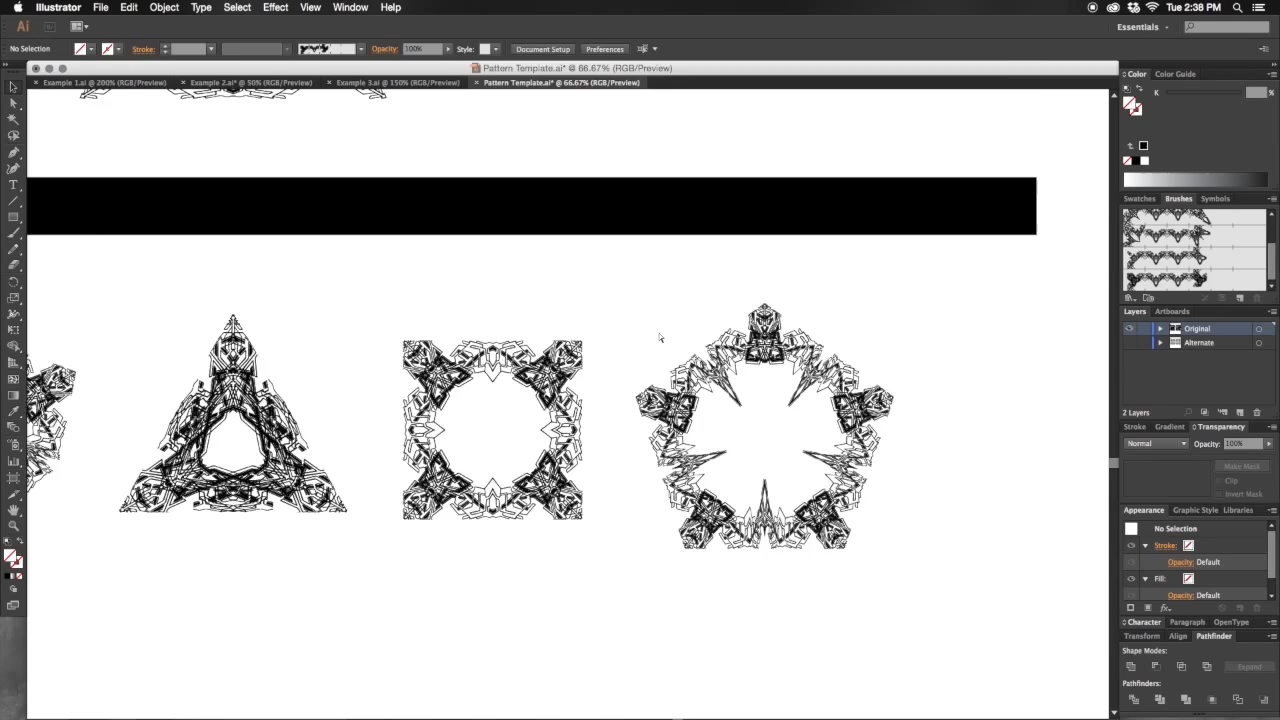 Illustrator File Edit Object Type Select Effect View Window Help Tue 2:38 PM
Ai Essentials
No Selection Stroke: Opacity: 100% Style: Document Setup Preferences
Pattern Template.ai* @ 66.67% (RGB/Preview)
Example 1.ai @ 200% (RGB/Preview) Example 2.ai* @ 50% (RGB/Preview) Example 3.ai @ 150% (RGB/Preview) Pattern Template.ai* @ 66.67% (RGB/Preview)
Color Color Guide
K %
Swatches Brushes Symbols
Layers Artboards
Original
Alternate
2 Layers
Stroke Gradient Transparency
Normal Opacity: 100%
Make Mask
Clip
Invert Mask
Appearance Graphic Style Libraries
No Selection
Stroke:
Opacity: Default
Fill:
Opacity: Default
fx
Character Paragraph OpenType
Transform Align Pathfinder
Shape Modes:
Expand
Pathfinders: